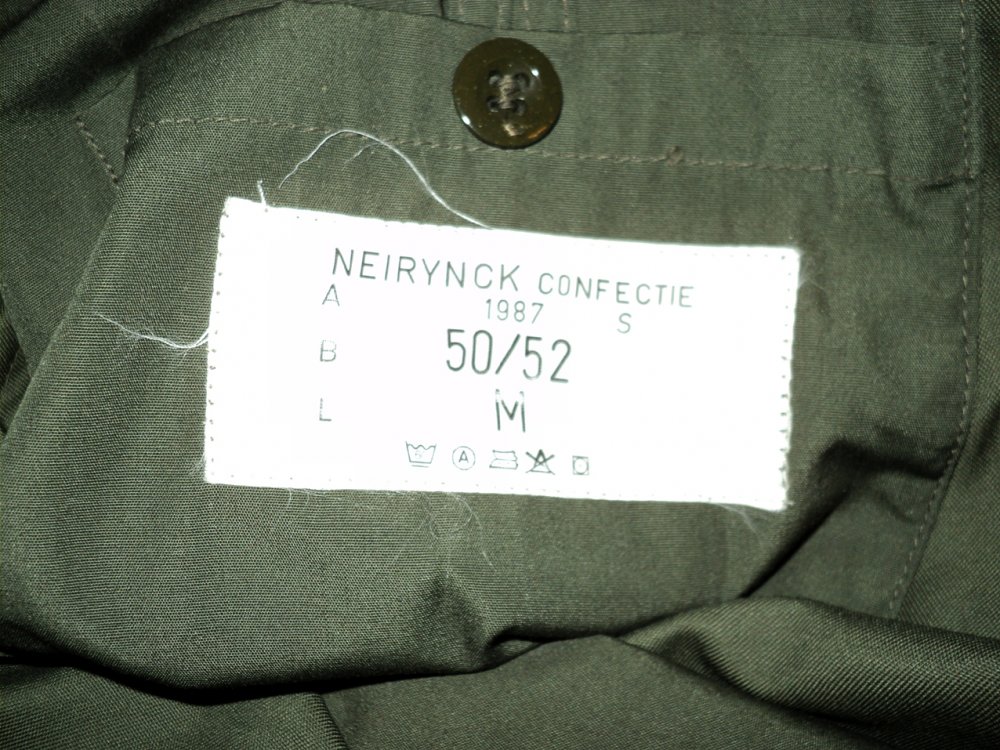 NEIRYNCK CONFECTIE
A 1987 S
B 50/52
L M
A